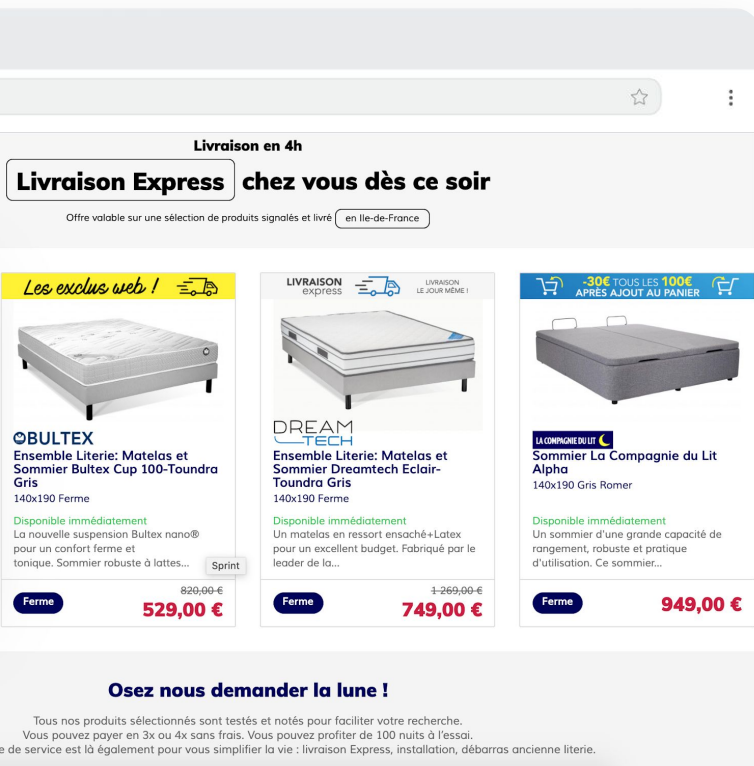 Livraison en 4h
Livraison Express chez vous dès ce soir
Offre valable sur une sélection de produits signalés et livré en Ile-de-France
Les exclus web !
BULTEX
Ensemble Literie: Matelas et
Sommier Bultex Cup 100-Toundra
Gris
140x190 Ferme
Disponible immédiatement
La nouvelle suspension Bultex nano®
pour un confort ferme et
tonique. Sommier robuste à lattes...
Sprint
Ferme
820,00 €
529,00 €
LIVRAISON
express
LIVRAISON
LE JOUR MÊME !
DREAM
TECH
Ensemble Literie: Matelas et
Sommier Dreamtech Eclair-
Toundra Gris
140x190 Ferme
Disponible immédiatement
Un matelas en ressort ensaché+Latex
pour un excellent budget. Fabriqué par le
leader de la...
Ferme
1 269,00 €
749,00 €
-30€ TOUS LES 100€
APRÈS AJOUT AU PANIER
LA COMPAGNIE DU LIT
Sommier La Compagnie du Lit
Alpha
140x190 Gris Romer
Disponible immédiatement
Un sommier d'une grande capacité de
rangement, robuste et pratique
d'utilisation. Ce sommier...
Ferme
949,00 €
Osez nous demander la lune !
Tous nos produits sélectionnés sont testés et notés pour faciliter votre recherche.
Vous pouvez payer en 3x ou 4x sans frais. Vous pouvez profiter de 100 nuits à l'essai.
e de service est là également pour vous simplifier la vie : livraison Express, installation, débarras ancienne literie.